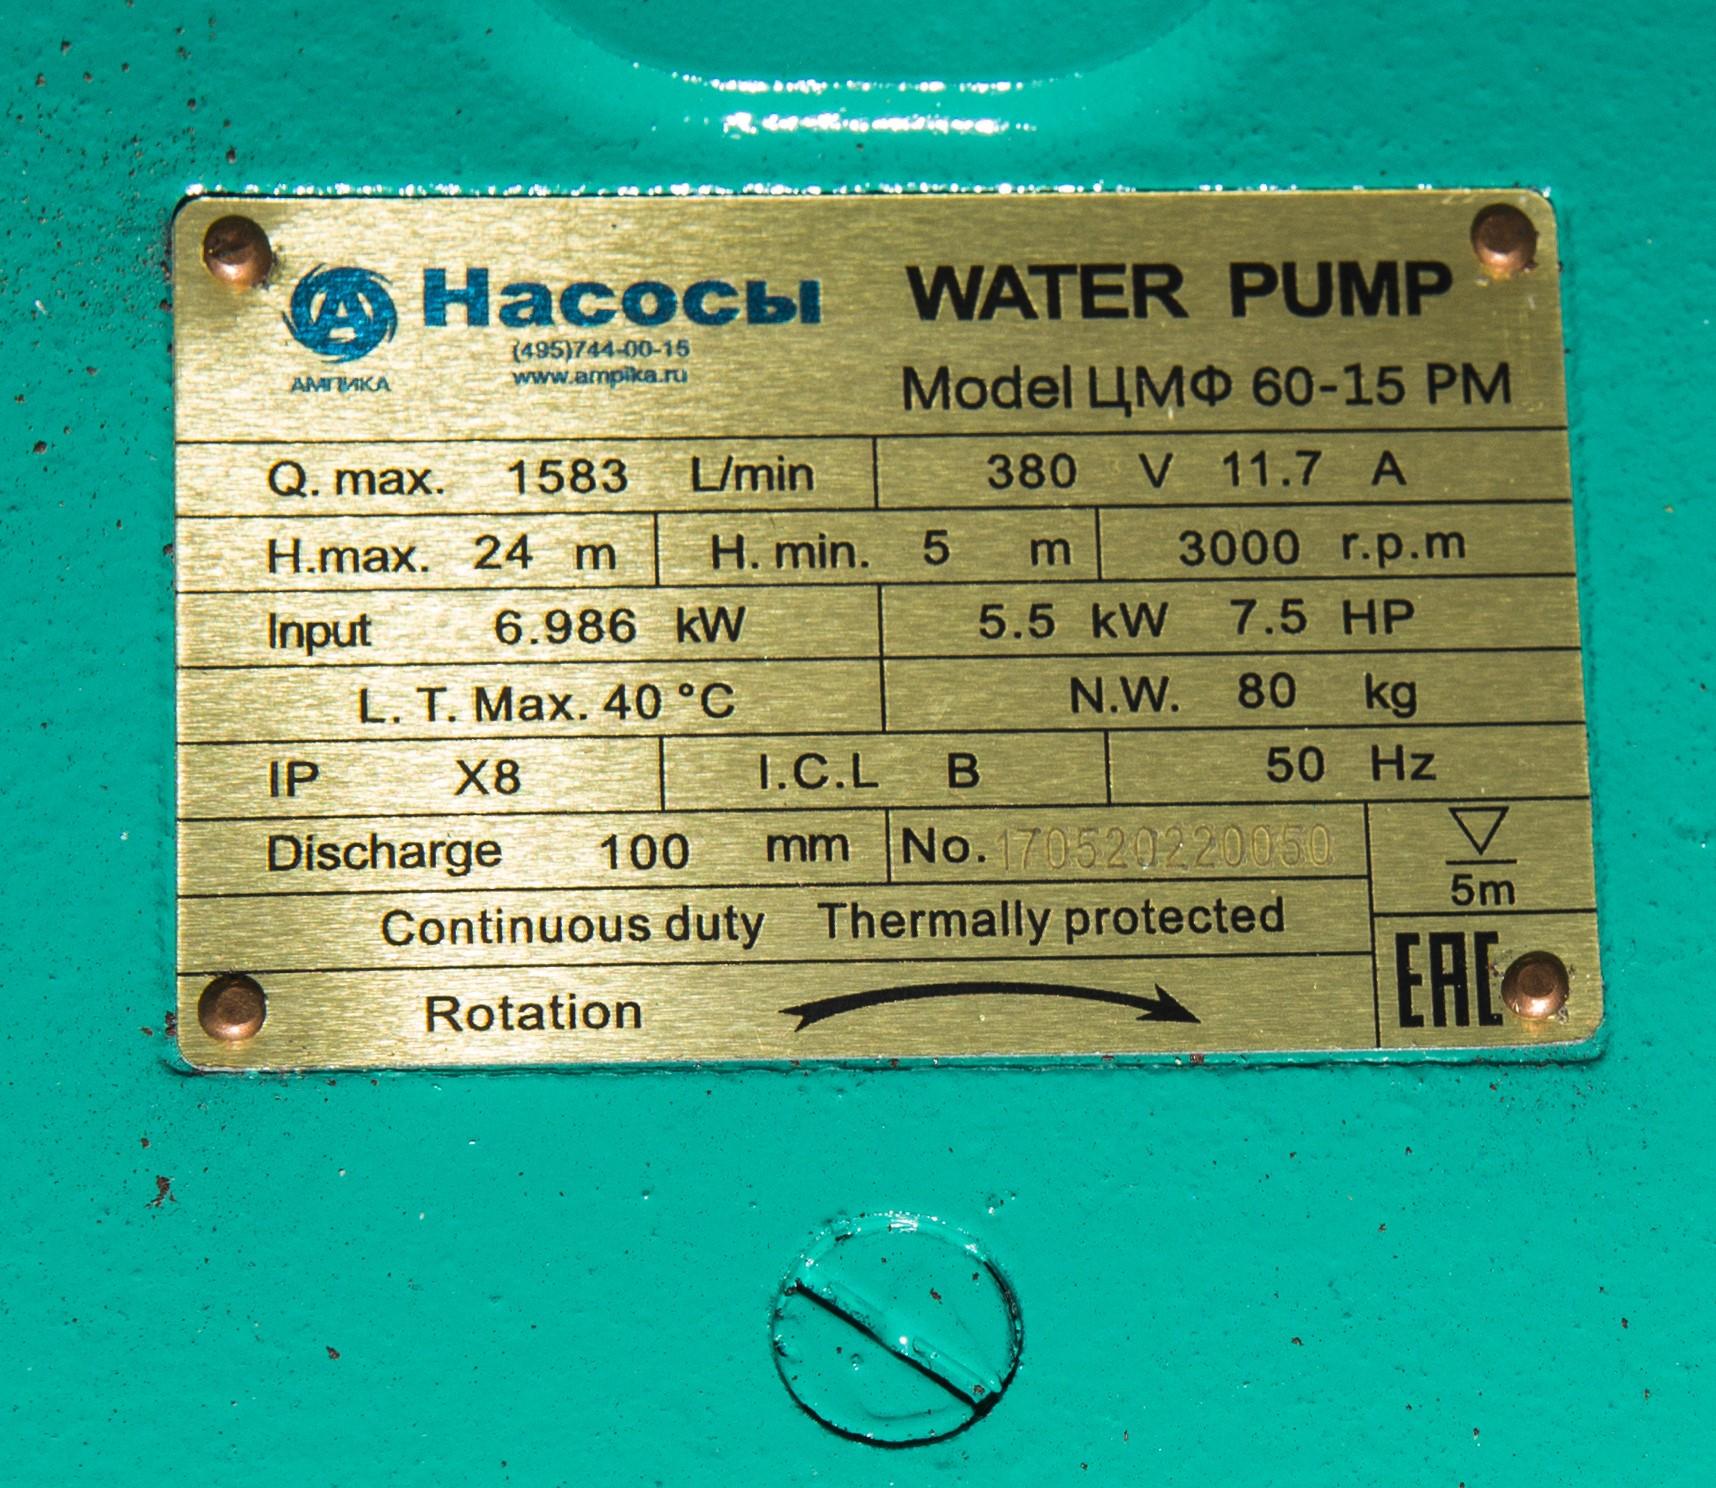 Насосы
(495)744-00-15
www.ampika.ru
АМПИКА
WATER PUMP
Model ЦМФ 60-15 РМ
Q. max. 1583 L/min 380 V 11.7 A
H.max. 24 m H. min. 5 m 3000 r.p.m
Input 6.986 kW 5.5 kW 7.5 HP
L. T. Max. 40 °C N.W. 80 kg
IP X8 I.C.L B 50 Hz
Discharge 100 mm No. 170520220050
5m
Continuous duty Thermally protected
Rotation
EAC